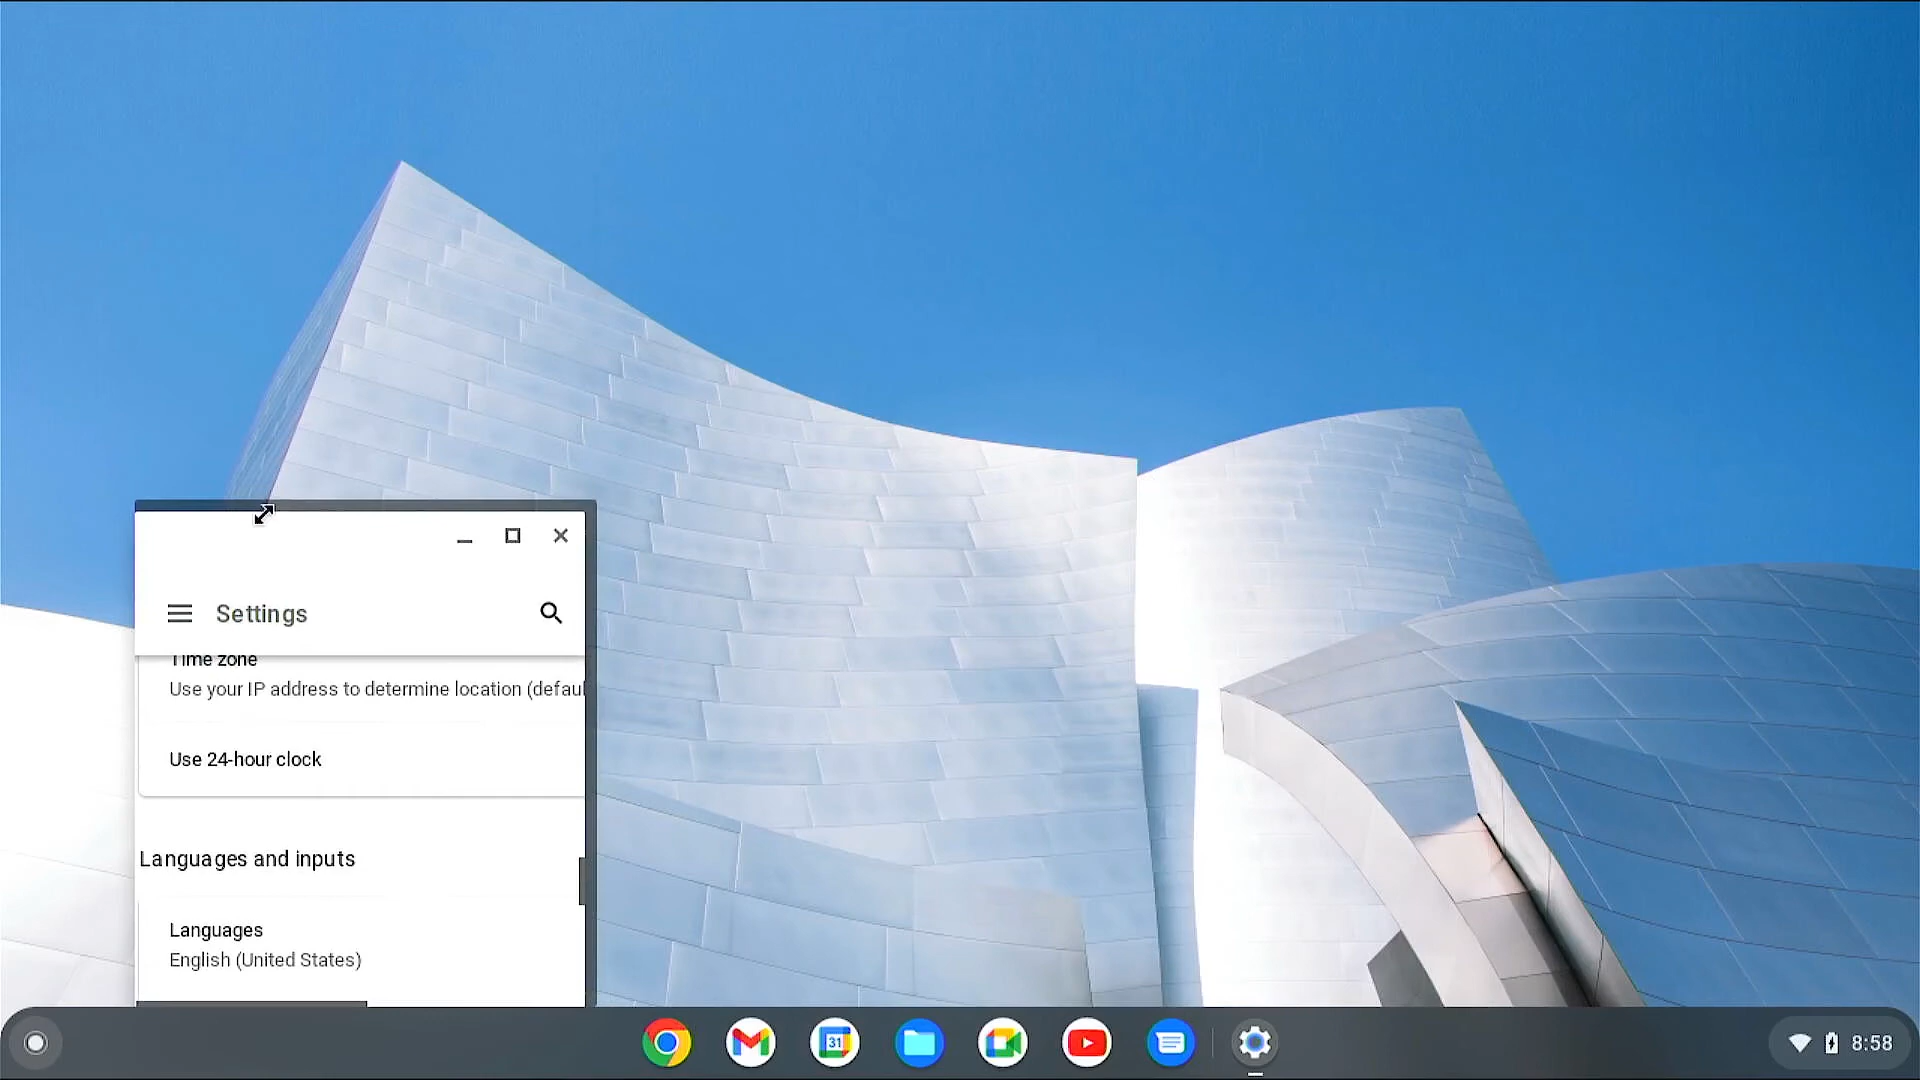 Settings
Time zone
Use your IP address to determine location (defaul
Use 24-hour clock
Languages and inputs
Languages
English (United States)
31
8:58